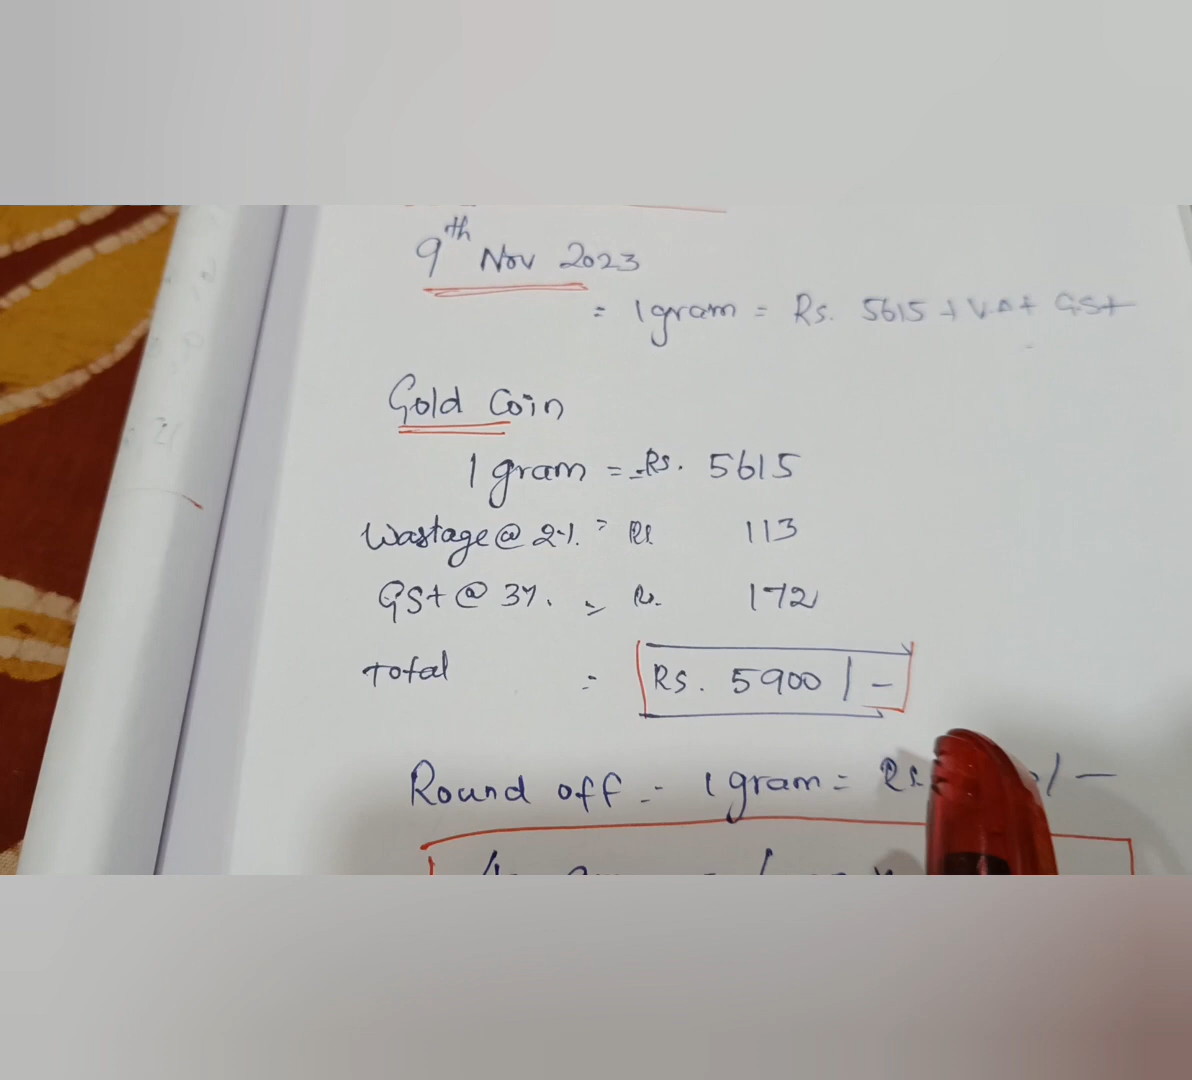 9th Nov 2023
= 1 gram = Rs. 5615 + V.A + GSt
Gold Coin
1 gram = Rs. 5615
Wastage @ 2%. = Rs 113
GSt @ 3%. = Rs. 172
Total = Rs. 5900/-
Round off :- 1 gram = Rs /-